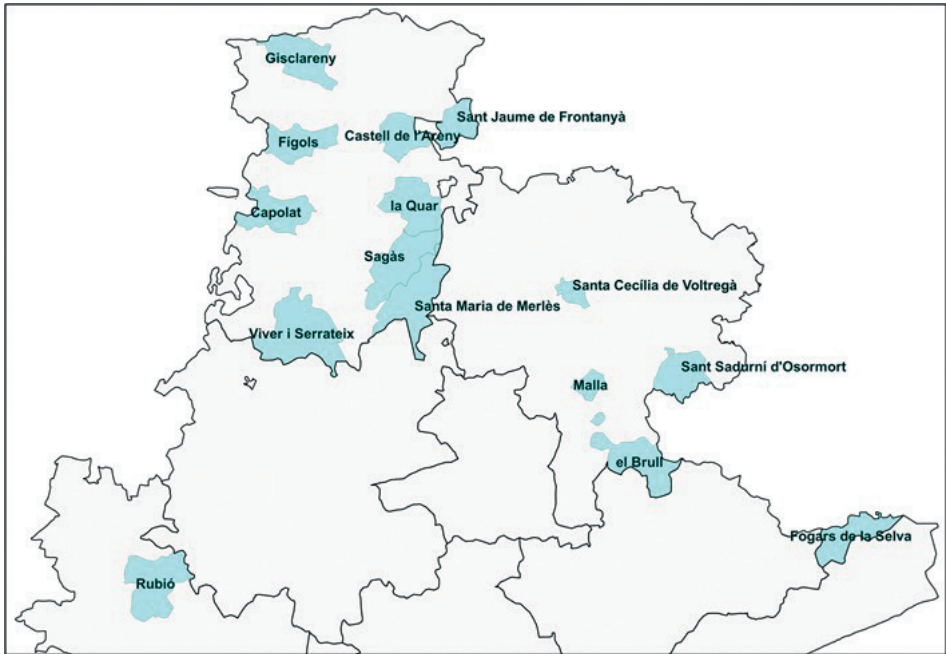 Gisclareny
Sant Jaume de Frontanyà
Fígols
Castell de l'Areny
Capolat
la Quar
Sagàs
Santa Cecília de Voltregà
Santa Maria de Merlès
Viver i Serrateix
Sant Sadurní d'Osormort
Malla
el Brull
Fogars de la Selva
Rubió